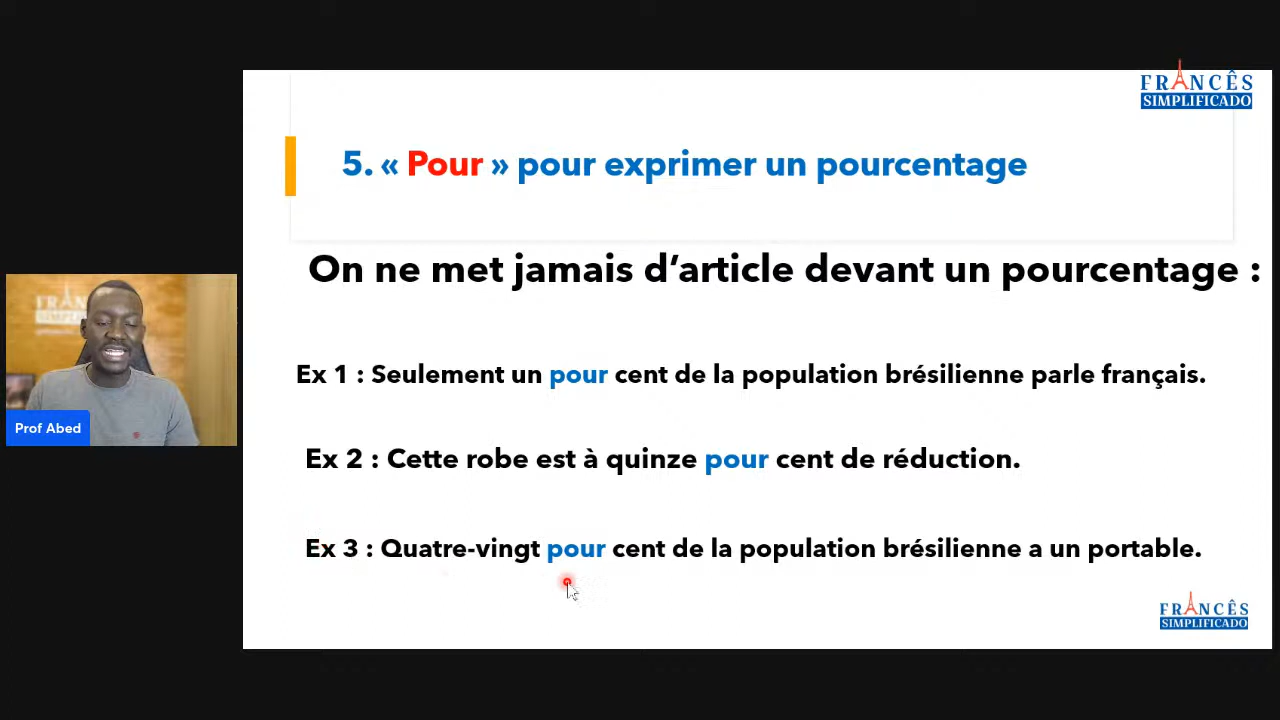 FRANCÊS
SIMPLIFICADO
5. « Pour » pour exprimer un pourcentage
On ne met jamais d’article devant un pourcentage :
Ex 1 : Seulement un pour cent de la population brésilienne parle français.
Ex 2 : Cette robe est à quinze pour cent de réduction.
Ex 3 : Quatre-vingt pour cent de la population brésilienne a un portable.
Prof Abed
FRANCÊS
SIMPLIFICADO